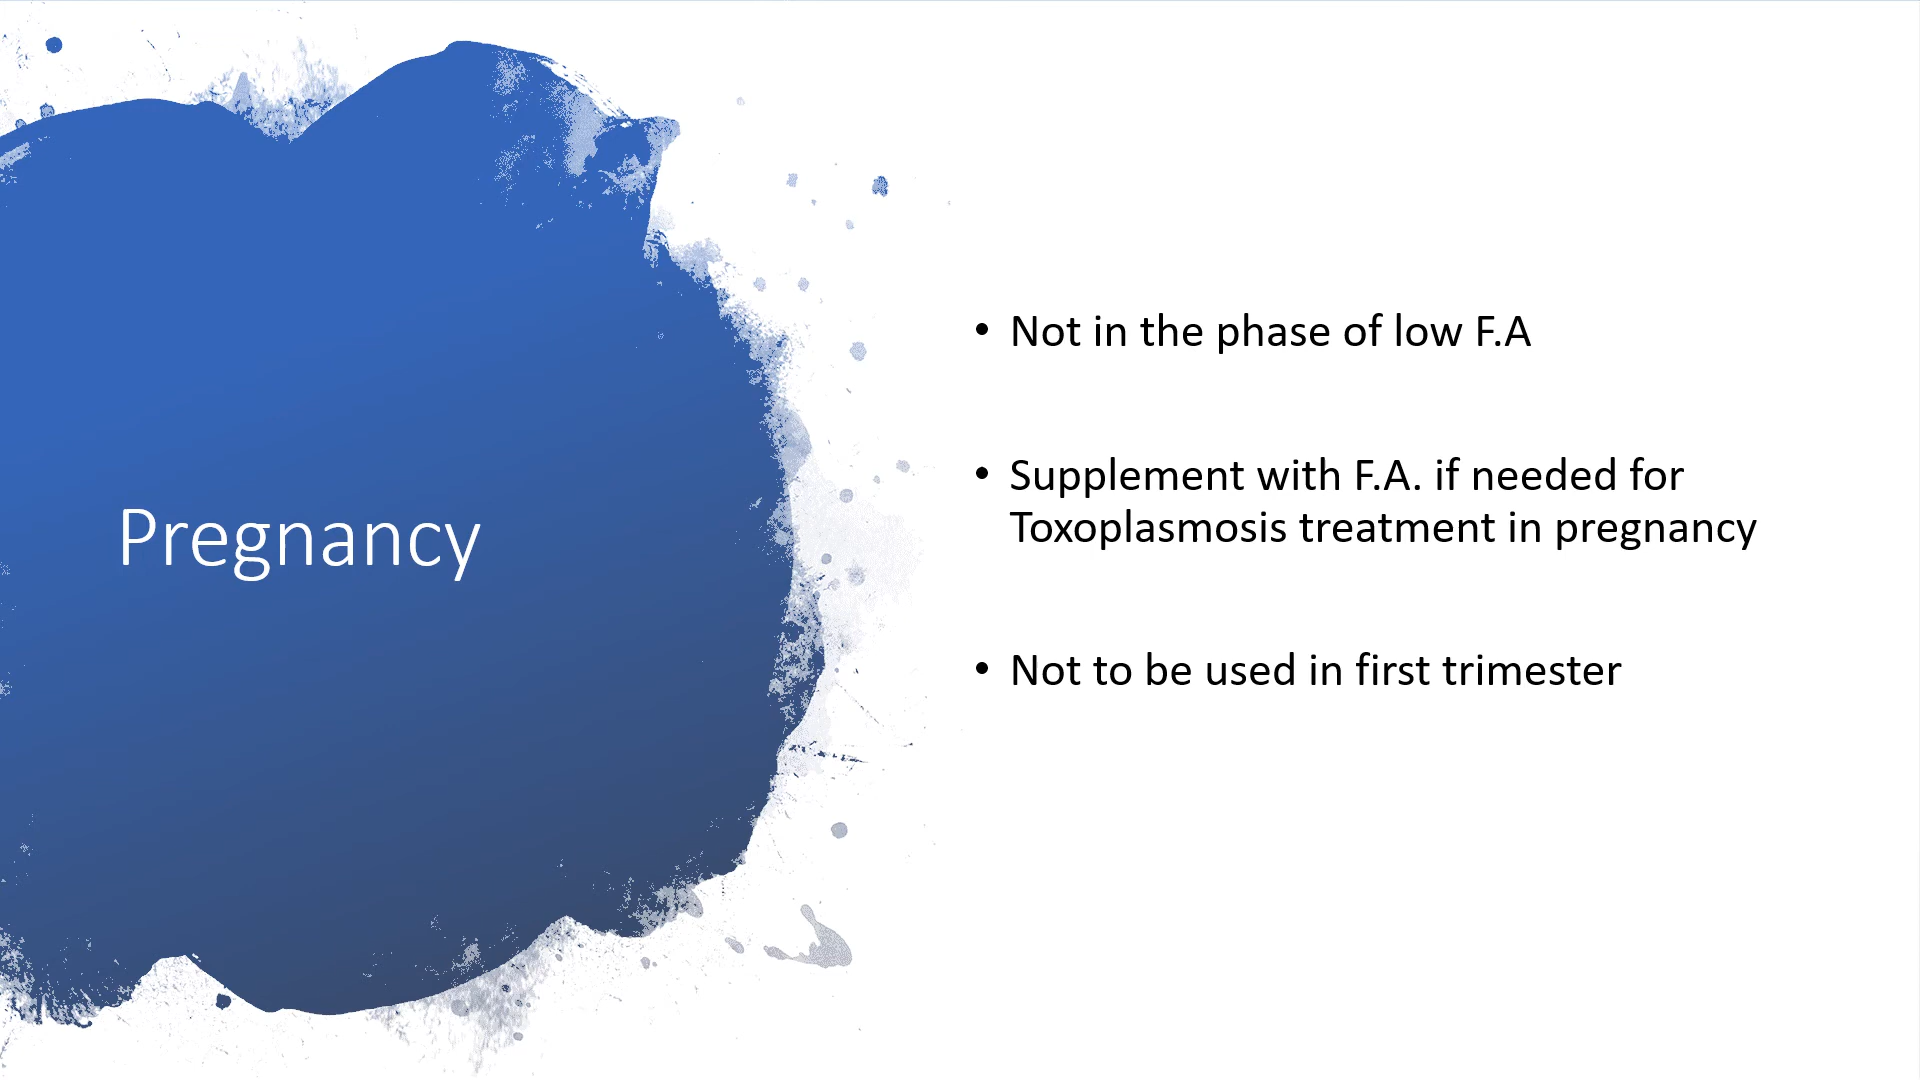 Pregnancy
• Not in the phase of low F.A
• Supplement with F.A. if needed for
Toxoplasmosis treatment in pregnancy
• Not to be used in first trimester